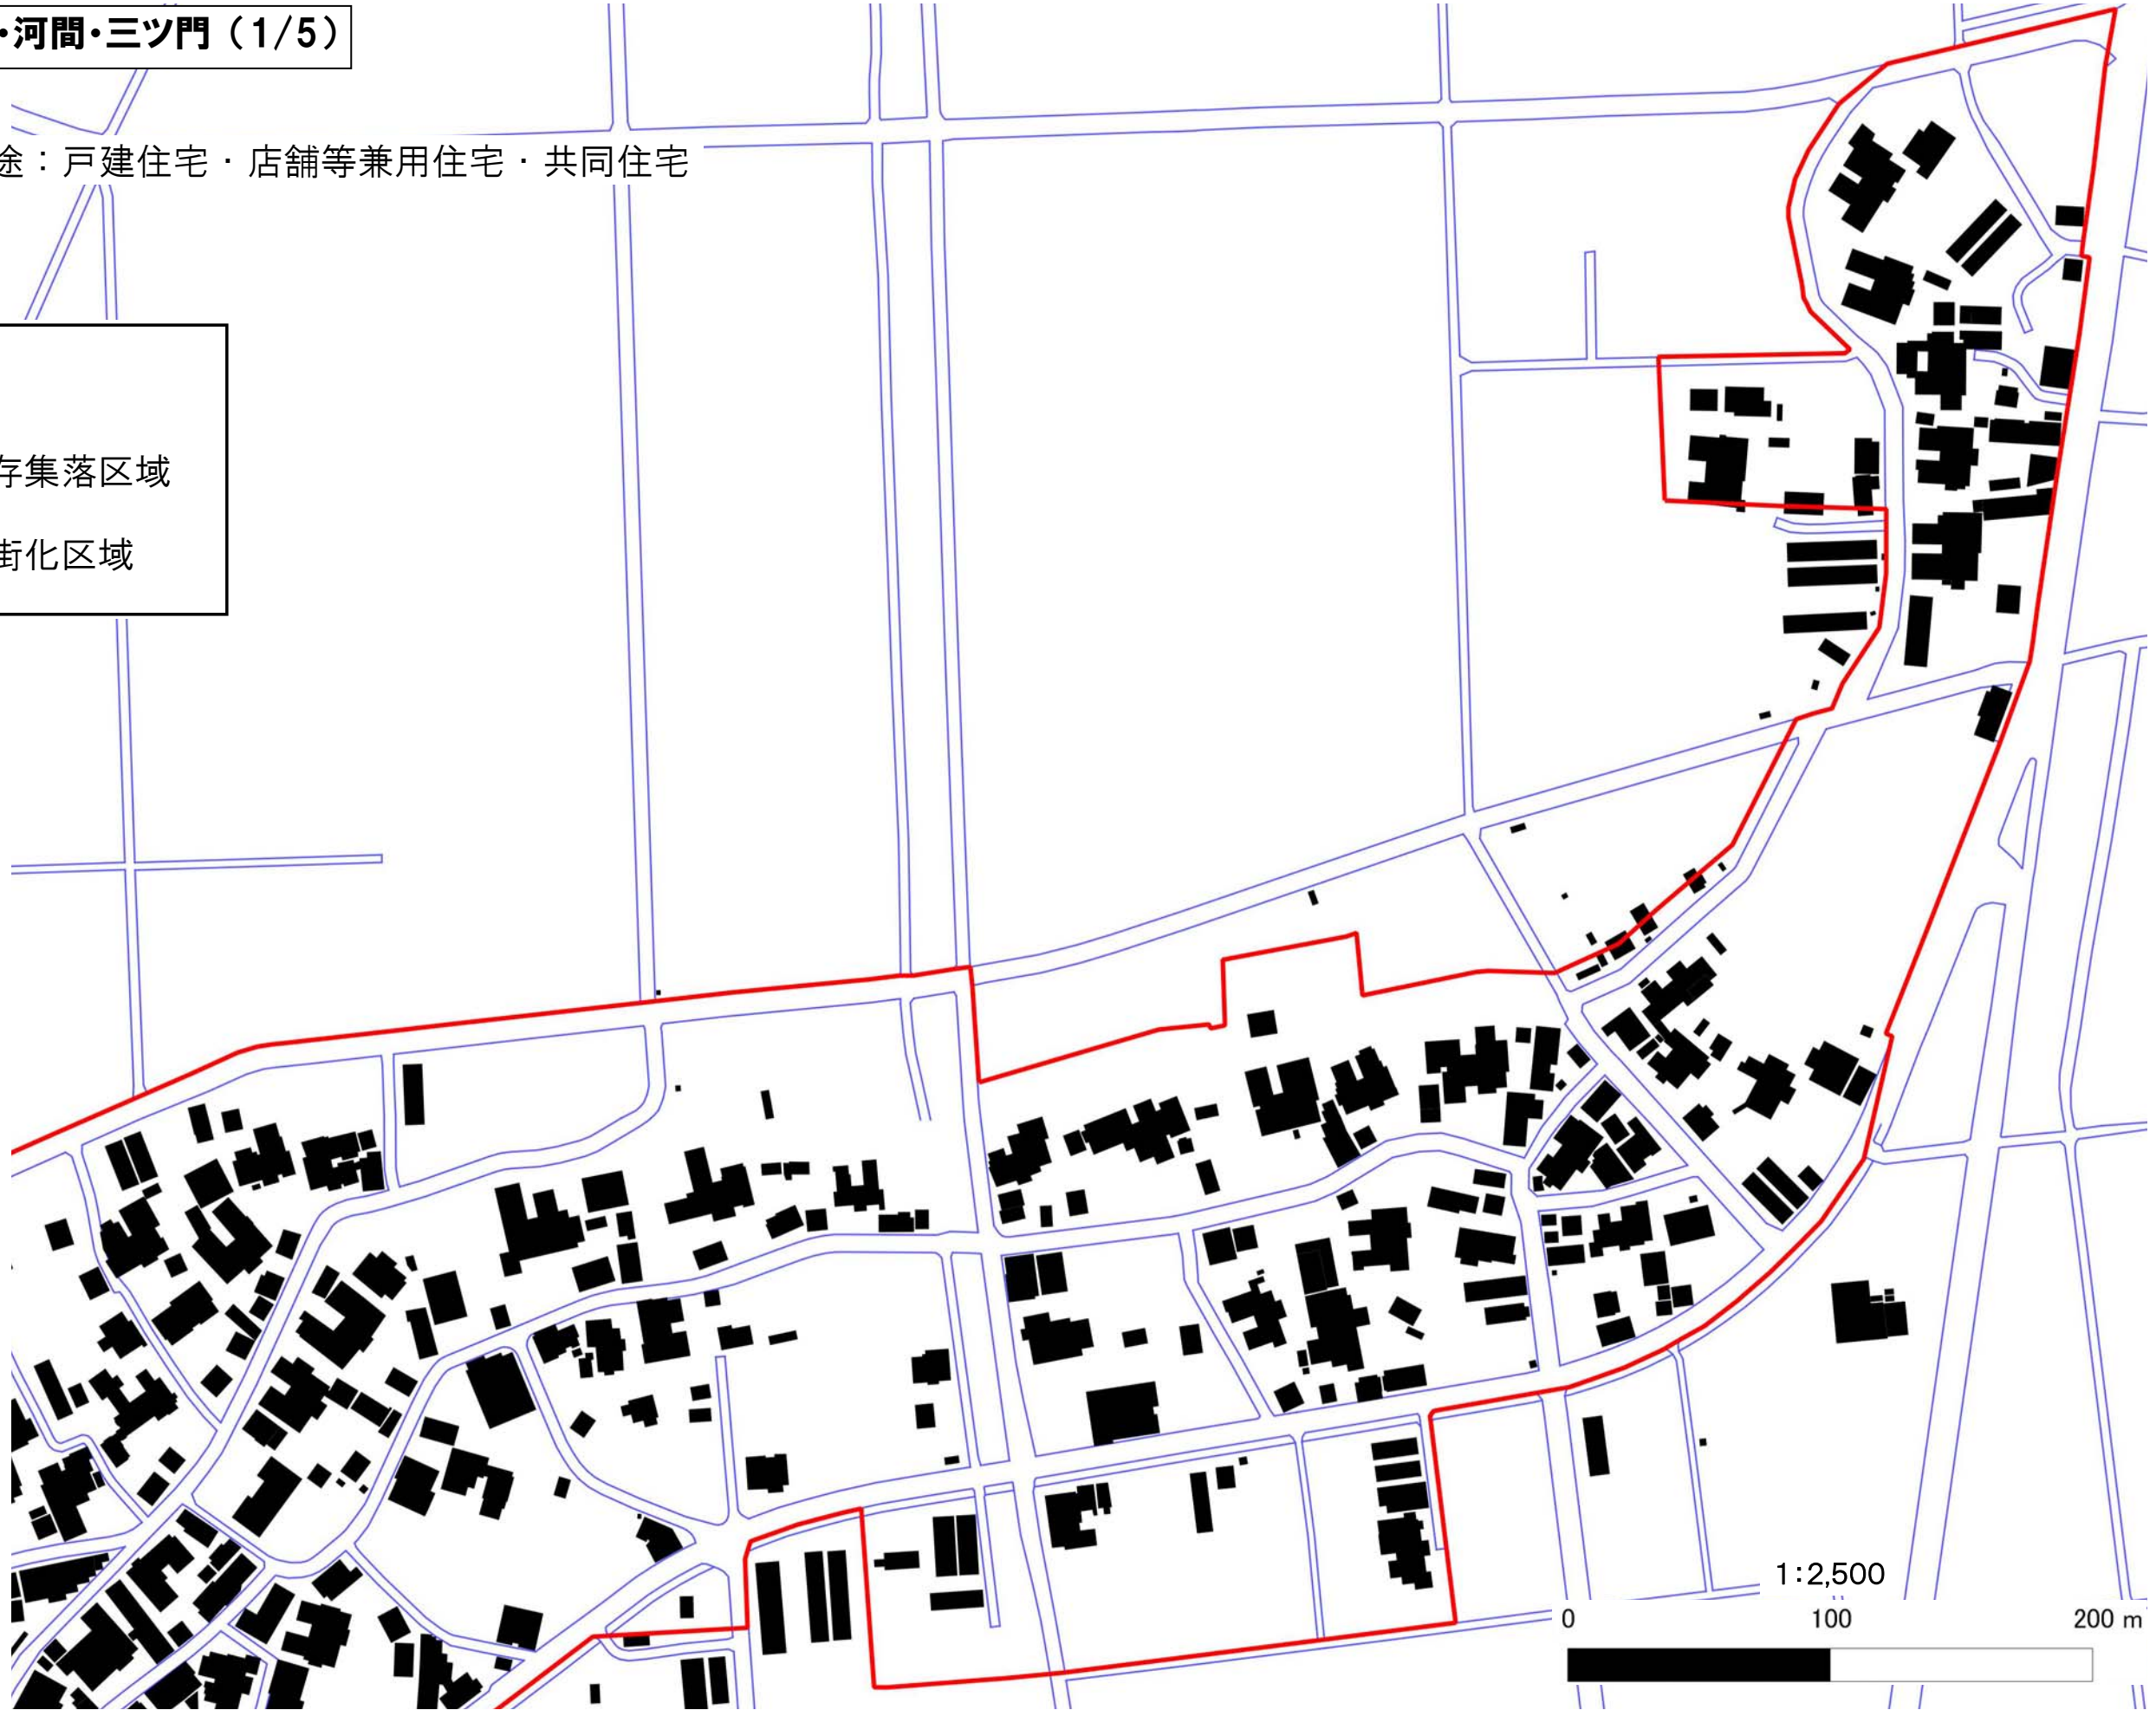 ・河間・三ツ門（1/5）
途：戸建住宅・店舗等兼用住宅・共同住宅
存集落区域
街化区域
1:2,500
0 100 200 m